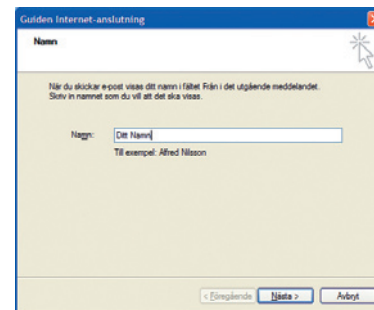 Guiden Internet-anslutning
Namn
När du skickar e-post visas ditt namn i fältet Från i det utgående meddelandet.
Skriv in namnet som du vill att det ska visas.
Namn: Ditt Namn
Till exempel: Alfred Nilsson
< Föregående Nästa > Avbryt